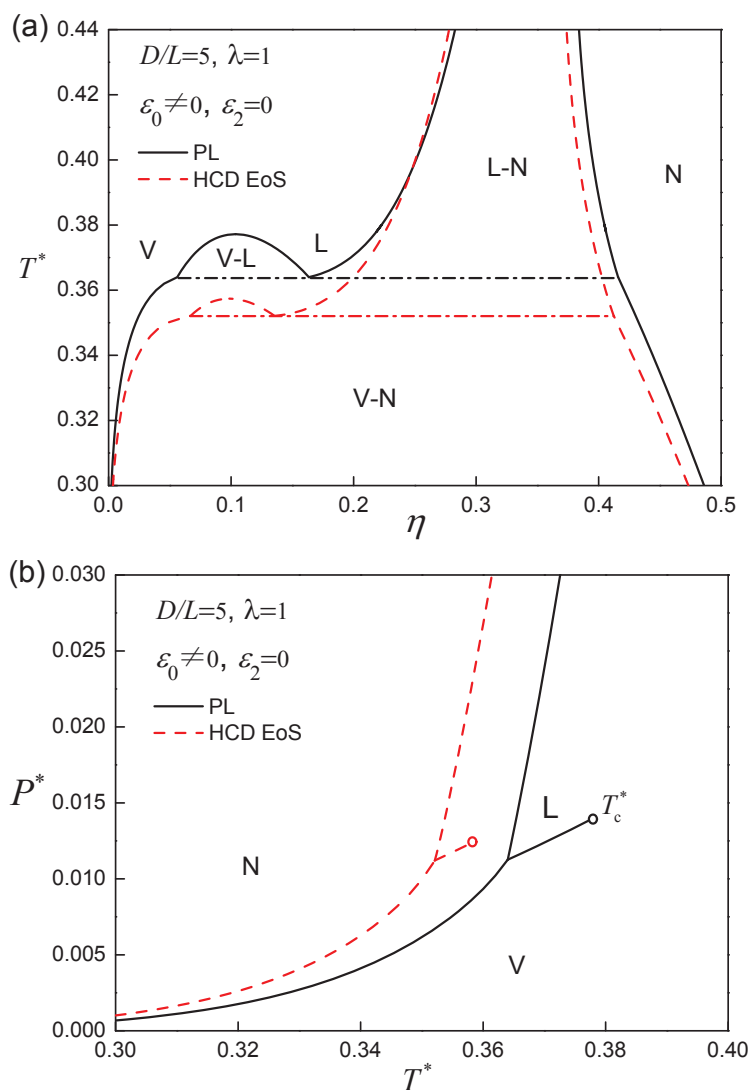 (a)
0.44
0.42
0.40
0.38
0.36
0.34
0.32
0.30
T*
D/L=5, λ=1
ε₀≠0, ε₂=0
PL
HCD EoS
V
V-L
L
L-N
N
V-N
0.0 0.1 0.2 0.3 0.4 0.5
η
(b)
0.030
0.025
0.020
0.015
0.010
0.005
0.000
P*
D/L=5, λ=1
ε₀≠0, ε₂=0
PL
HCD EoS
L
T*c
N
V
0.30 0.32 0.34 0.36 0.38 0.40
T*